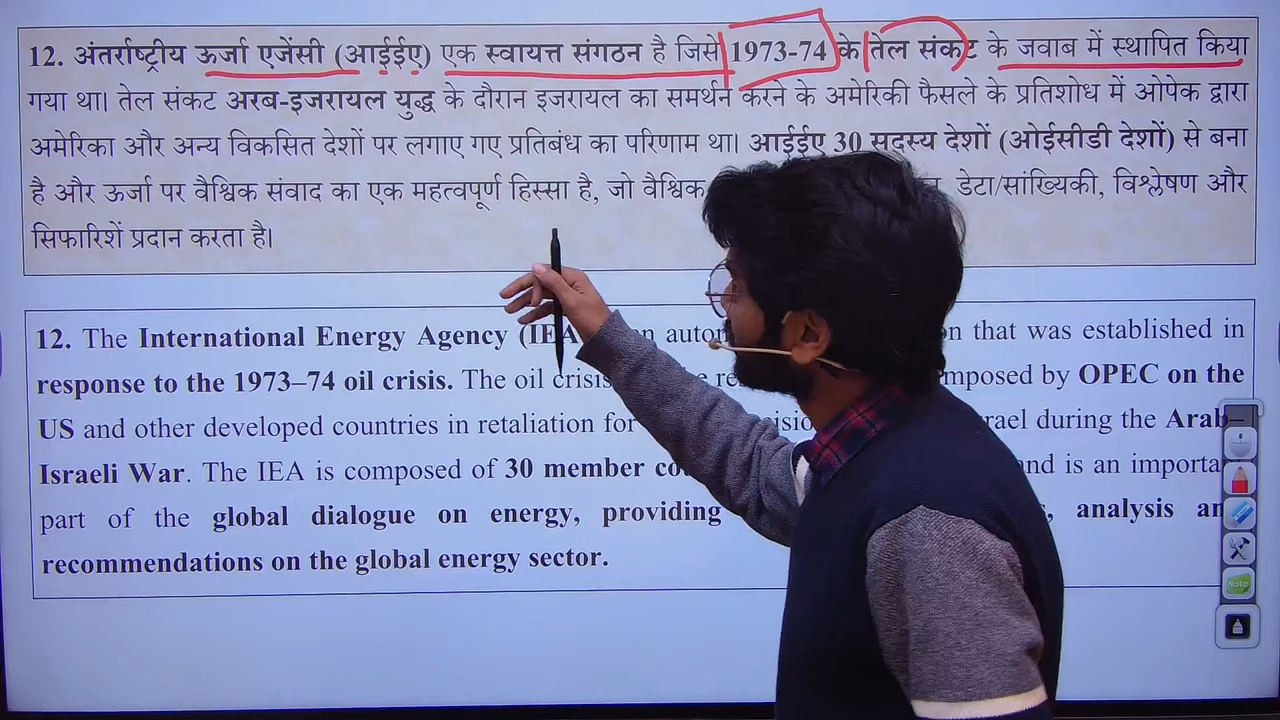 12. अंतर्राष्ट्रीय ऊर्जा एजेंसी (आईईए) एक स्वायत्त संगठन है जिसे 1973-74 के तेल संकट के जवाब में स्थापित किया
गया था। तेल संकट अरब-इजरायल युद्ध के दौरान इजरायल का समर्थन करने के अमेरिकी फैसले के प्रतिशोध में ओपेक द्वारा
अमेरिका और अन्य विकसित देशों पर लगाए गए प्रतिबंध का परिणाम था। आईईए 30 सदस्य देशों (ओईसीडी देशों) से बना
है और ऊर्जा पर वैश्विक संवाद का एक महत्वपूर्ण हिस्सा है, जो वैश्विक डेटा/सांख्यिकी, विश्लेषण और
सिफारिशें प्रदान करता है।
12. The International Energy Agency (IEA that was established in
response to the 1973–74 oil crisis. The oil crisis by OPEC on the
US and other developed countries in retaliation for during the Arab-
Israeli War. The IEA is composed of 30 member and is an important
part of the global dialogue on energy, providing analysis and
recommendations on the global energy sector.
Note